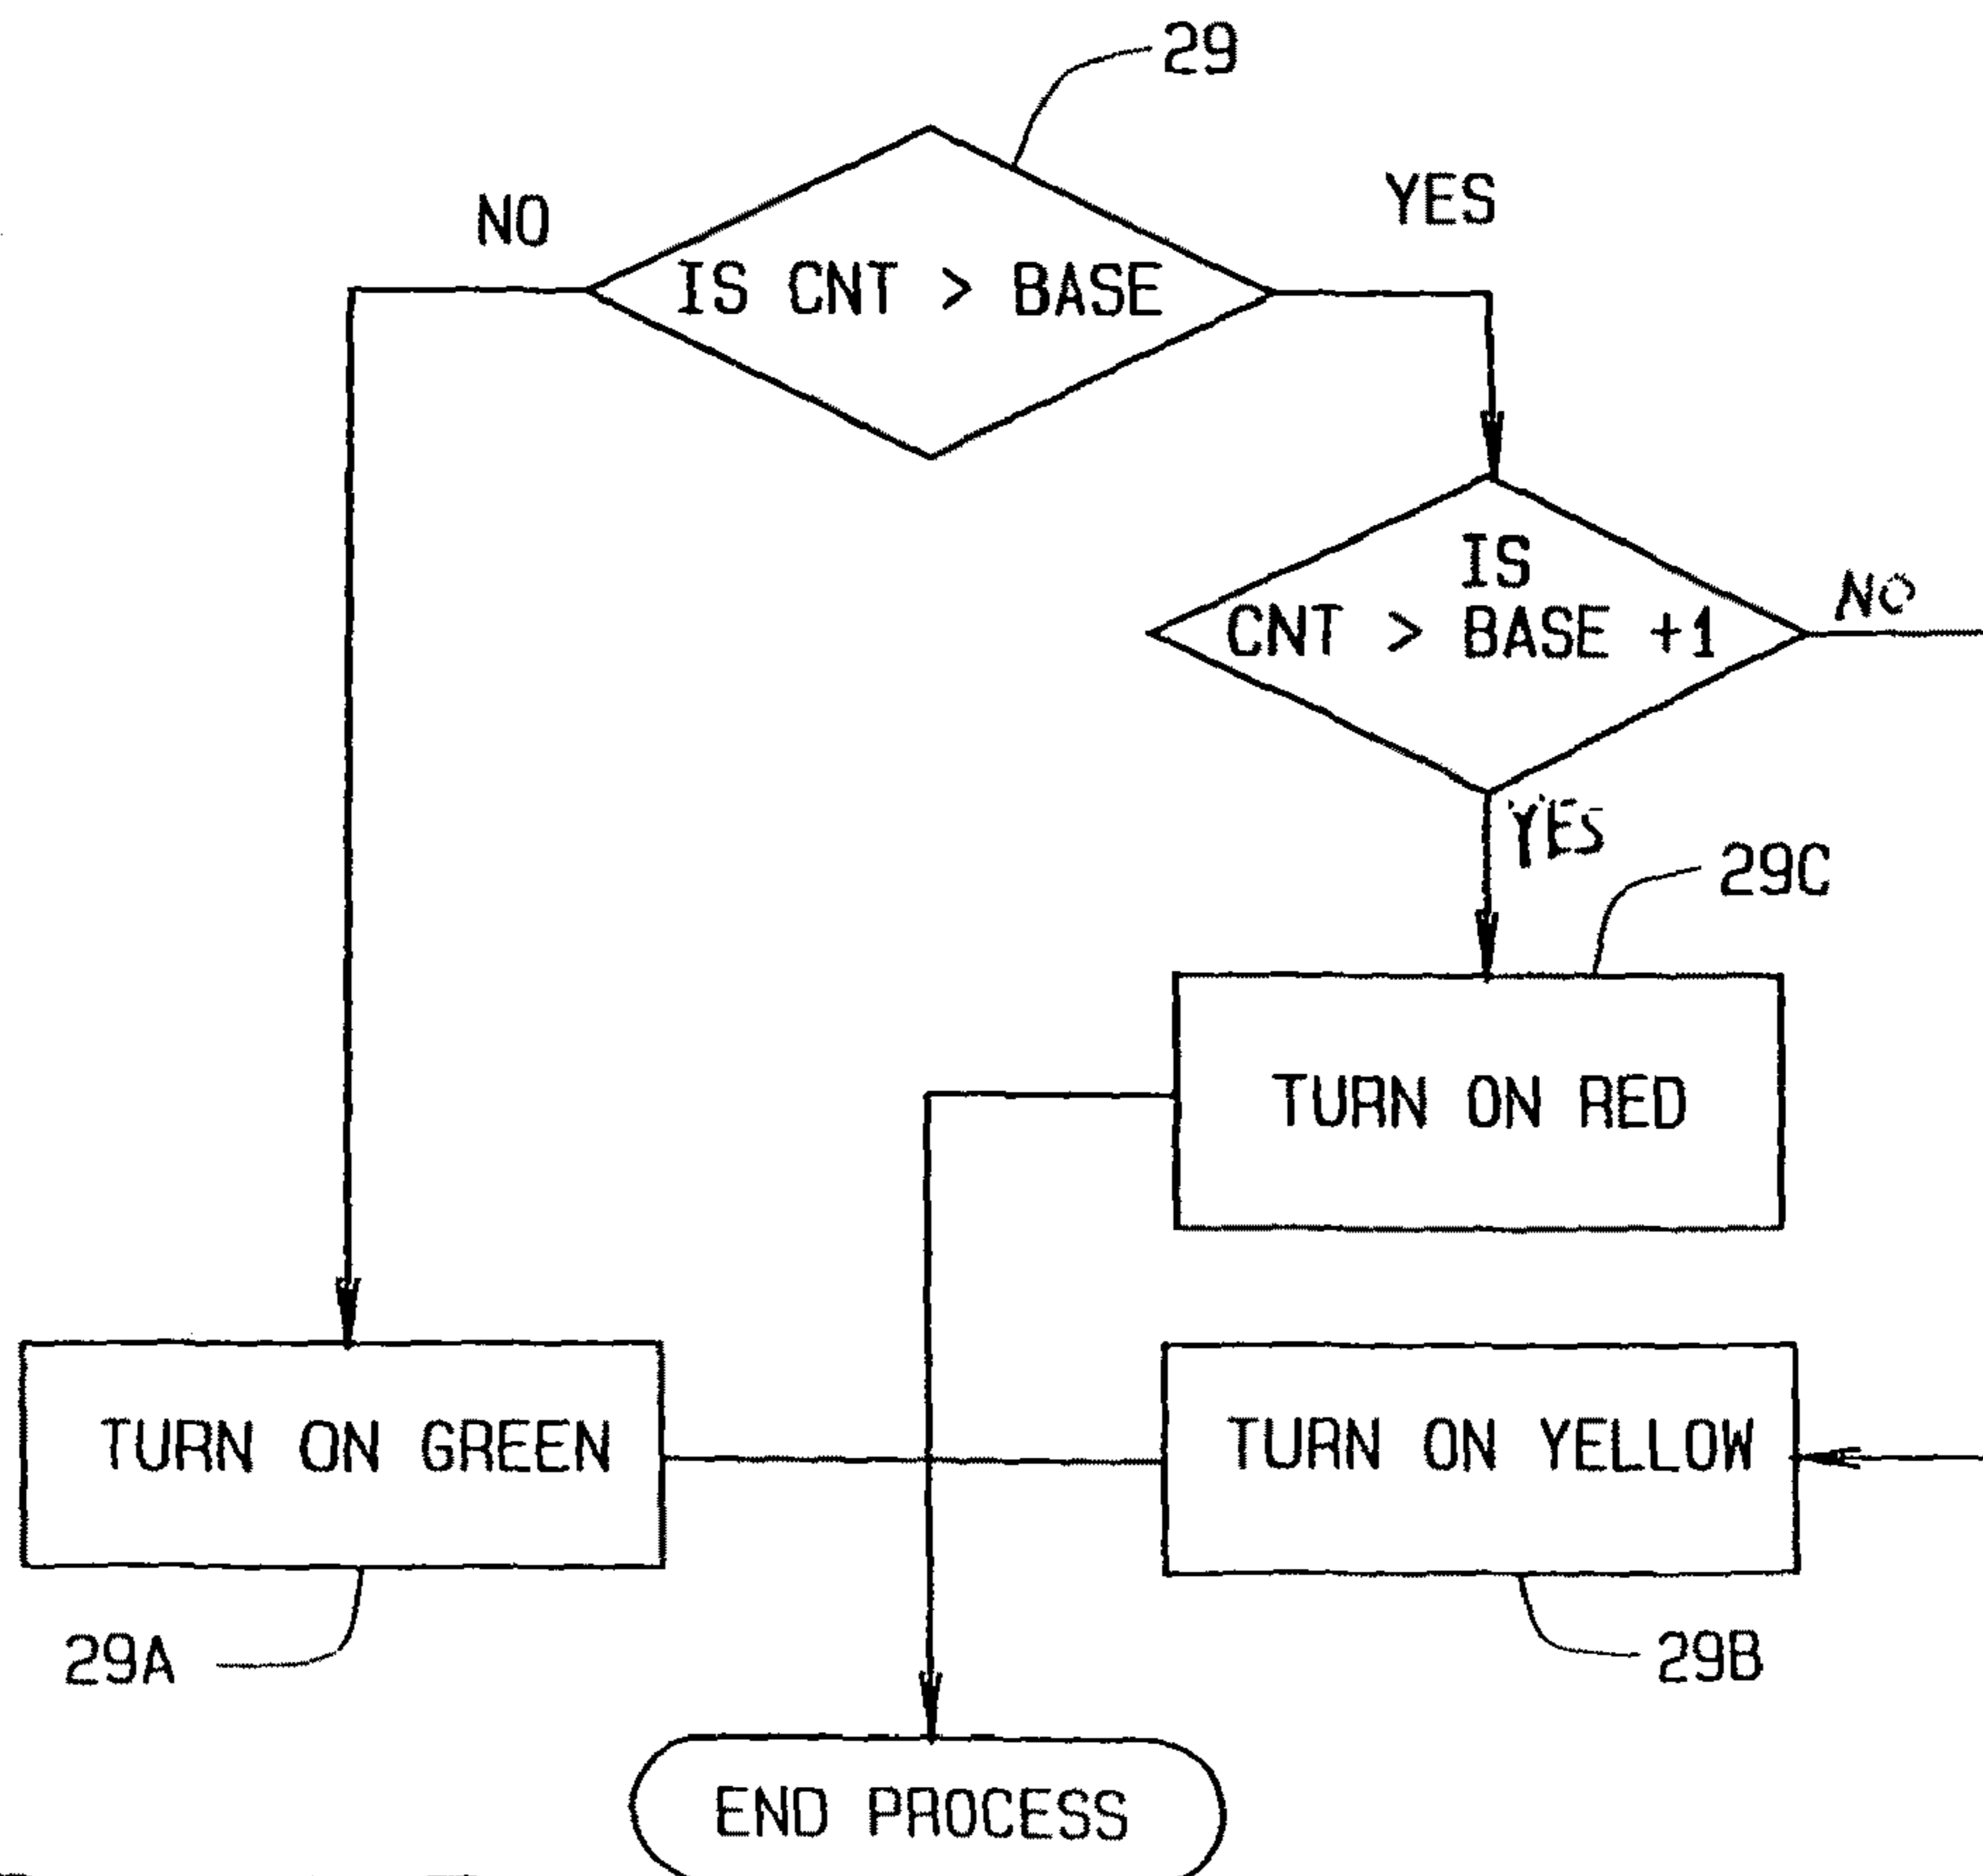 29
NO
YES
IS CNT > BASE
IS
CNT > BASE +1
NO
YES
29C
TURN ON RED
TURN ON GREEN
TURN ON YELLOW
29A
29B
END PROCESS